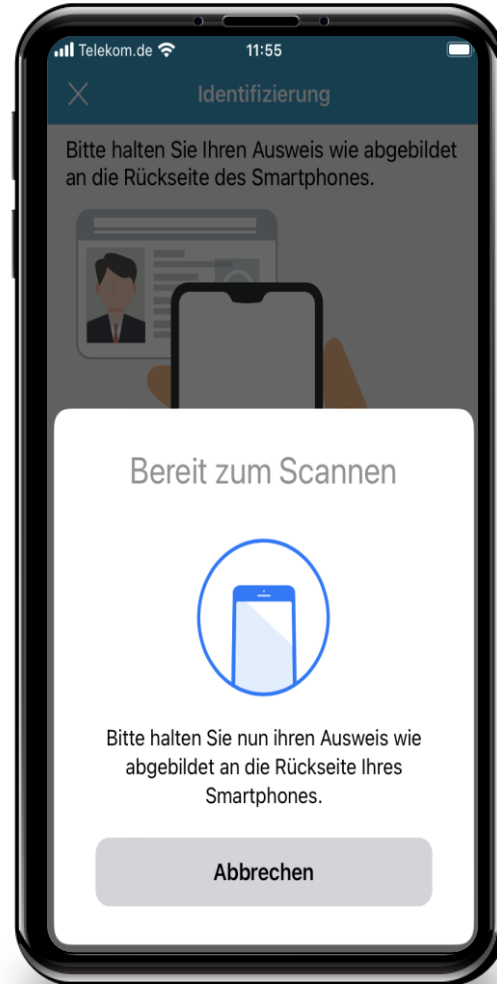 Telekom.de
11:55
Identifizierung
Bitte halten Sie Ihren Ausweis wie abgebildet
an die Rückseite des Smartphones.
Bereit zum Scannen
Bitte halten Sie nun ihren Ausweis wie
abgebildet an die Rückseite Ihres
Smartphones.
Abbrechen